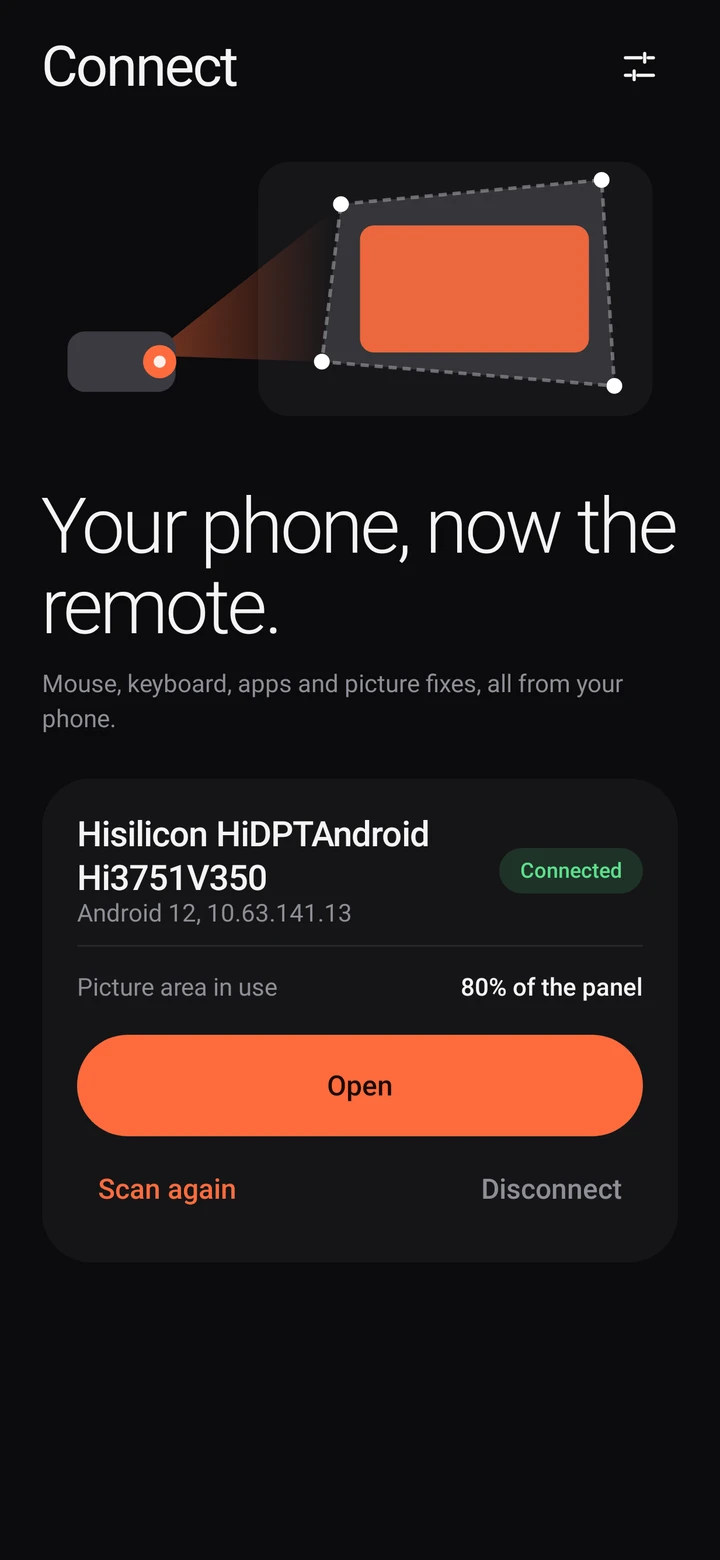 Connect
Your phone, now the
remote.
Mouse, keyboard, apps and picture fixes, all from your
phone.
Hisilicon HiDPTAndroid
Hi3751V350
Connected
Android 12, 10.63.141.13
Picture area in use
80% of the panel
Open
Scan again
Disconnect